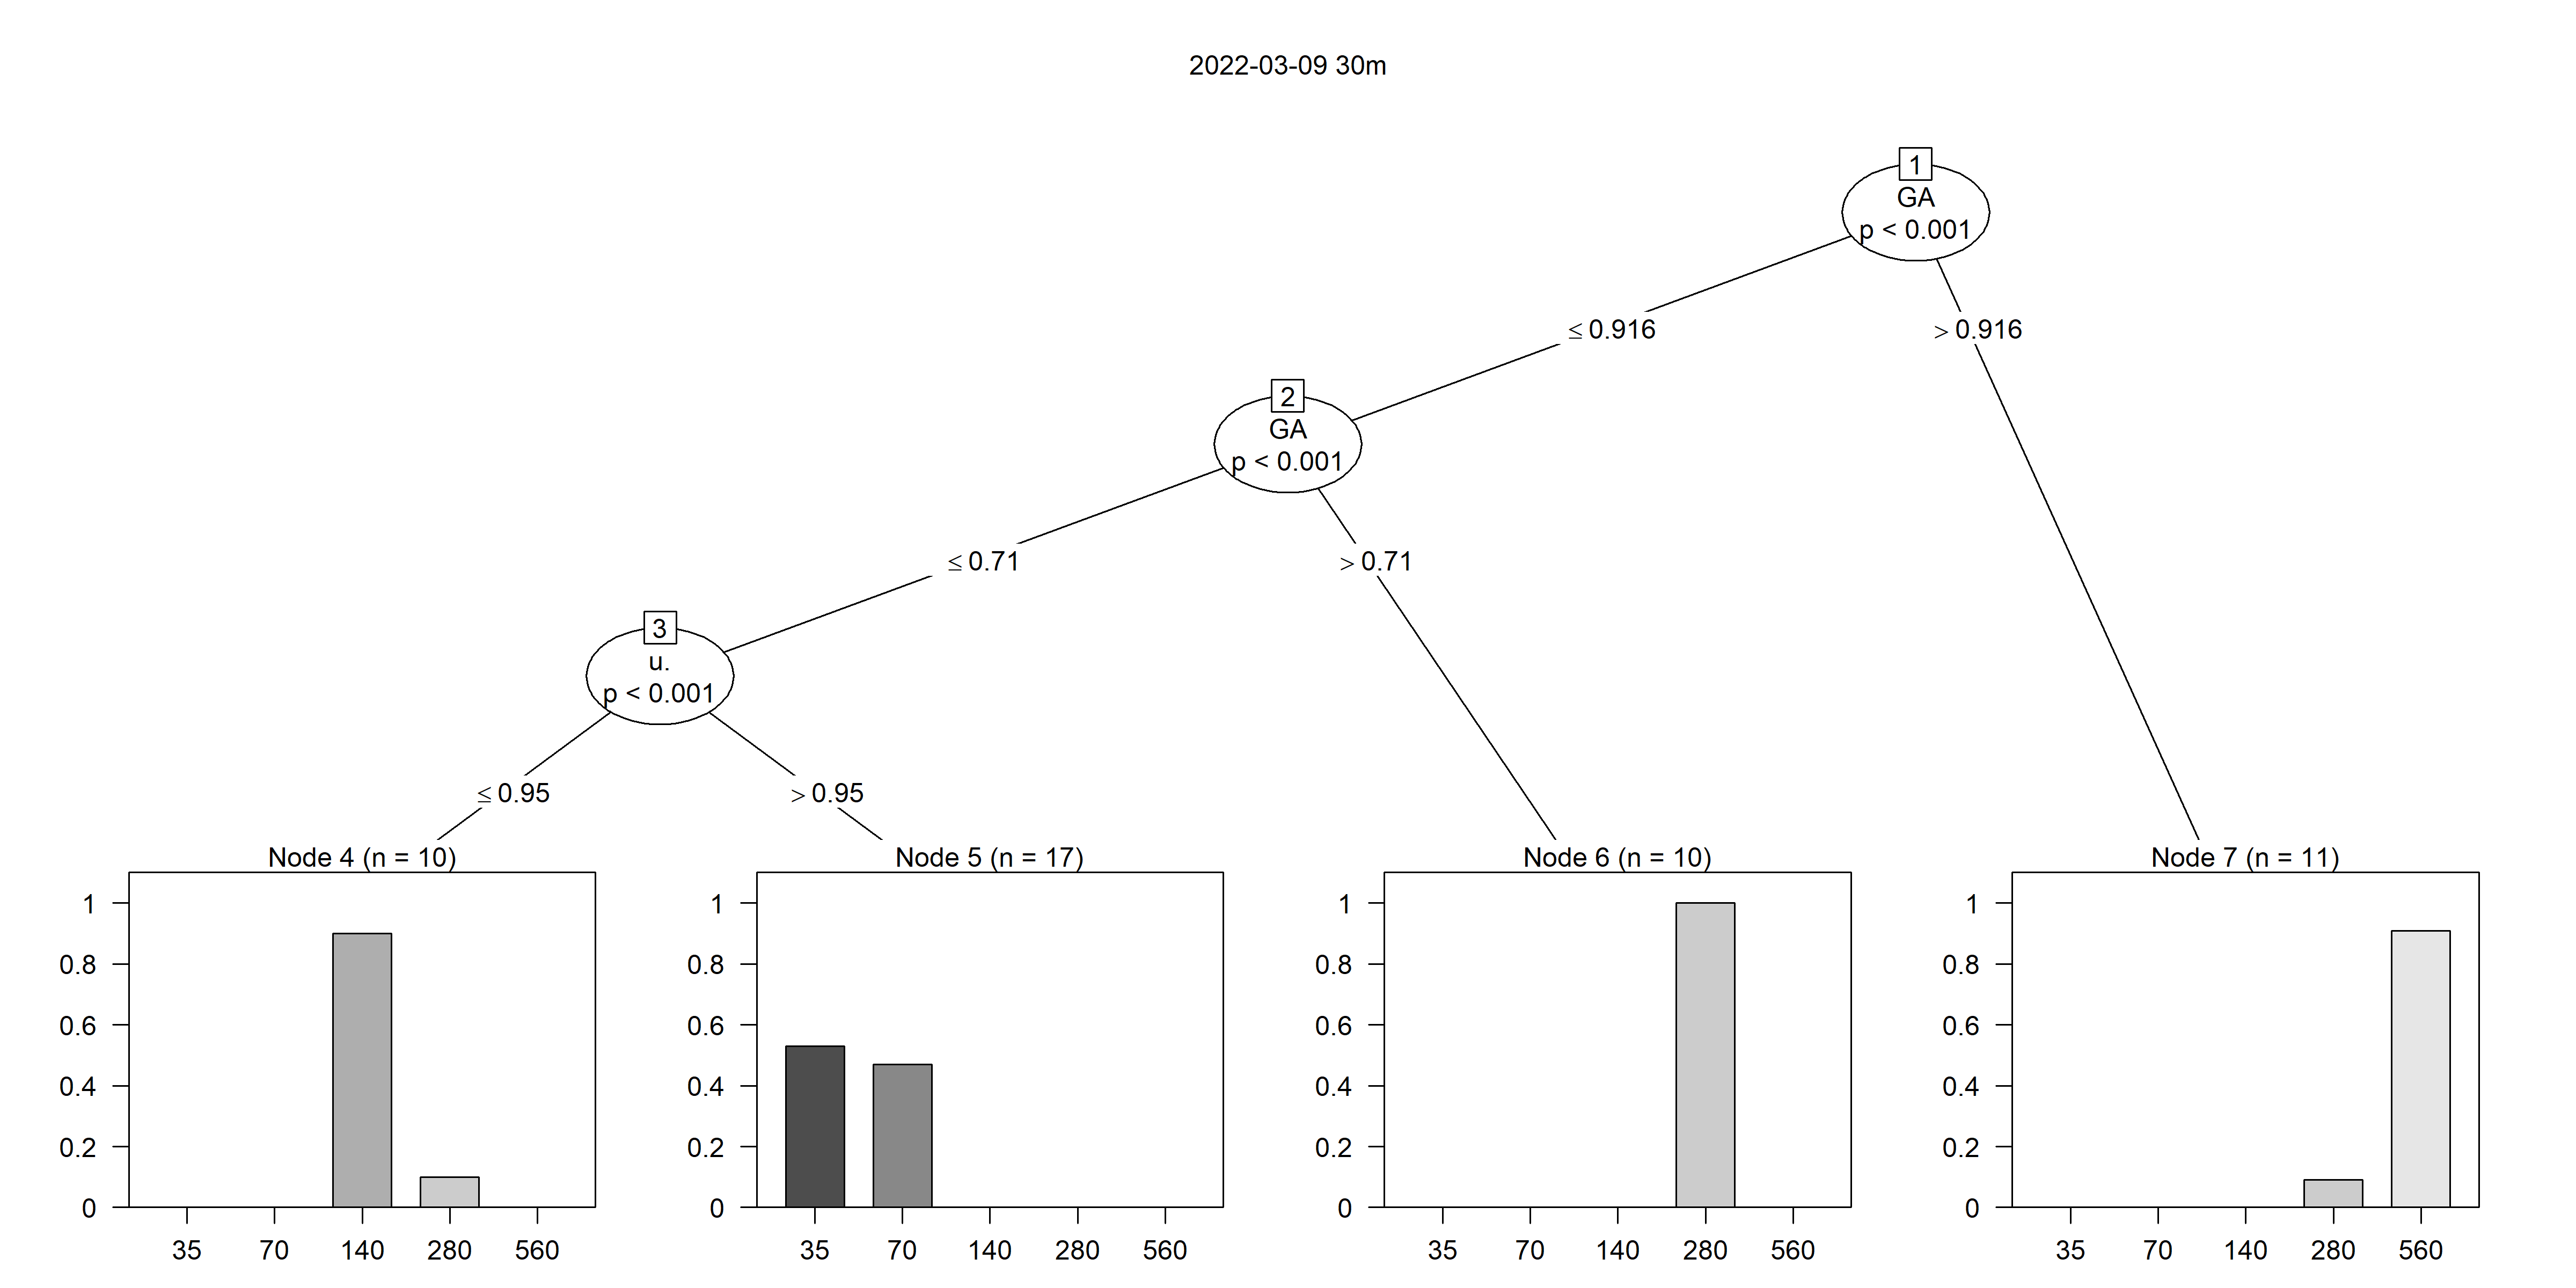 2022-03-09 30m
1
GA
p < 0.001
≤ 0.916
> 0.916
2
GA
p < 0.001
≤ 0.71
> 0.71
3
u.
p < 0.001
≤ 0.95
> 0.95
Node 4 (n = 10)
1
0.8
0.6
0.4
0.2
0
35 70 140 280 560
Node 5 (n = 17)
1
0.8
0.6
0.4
0.2
0
35 70 140 280 560
Node 6 (n = 10)
1
0.8
0.6
0.4
0.2
0
35 70 140 280 560
Node 7 (n = 11)
1
0.8
0.6
0.4
0.2
0
35 70 140 280 560